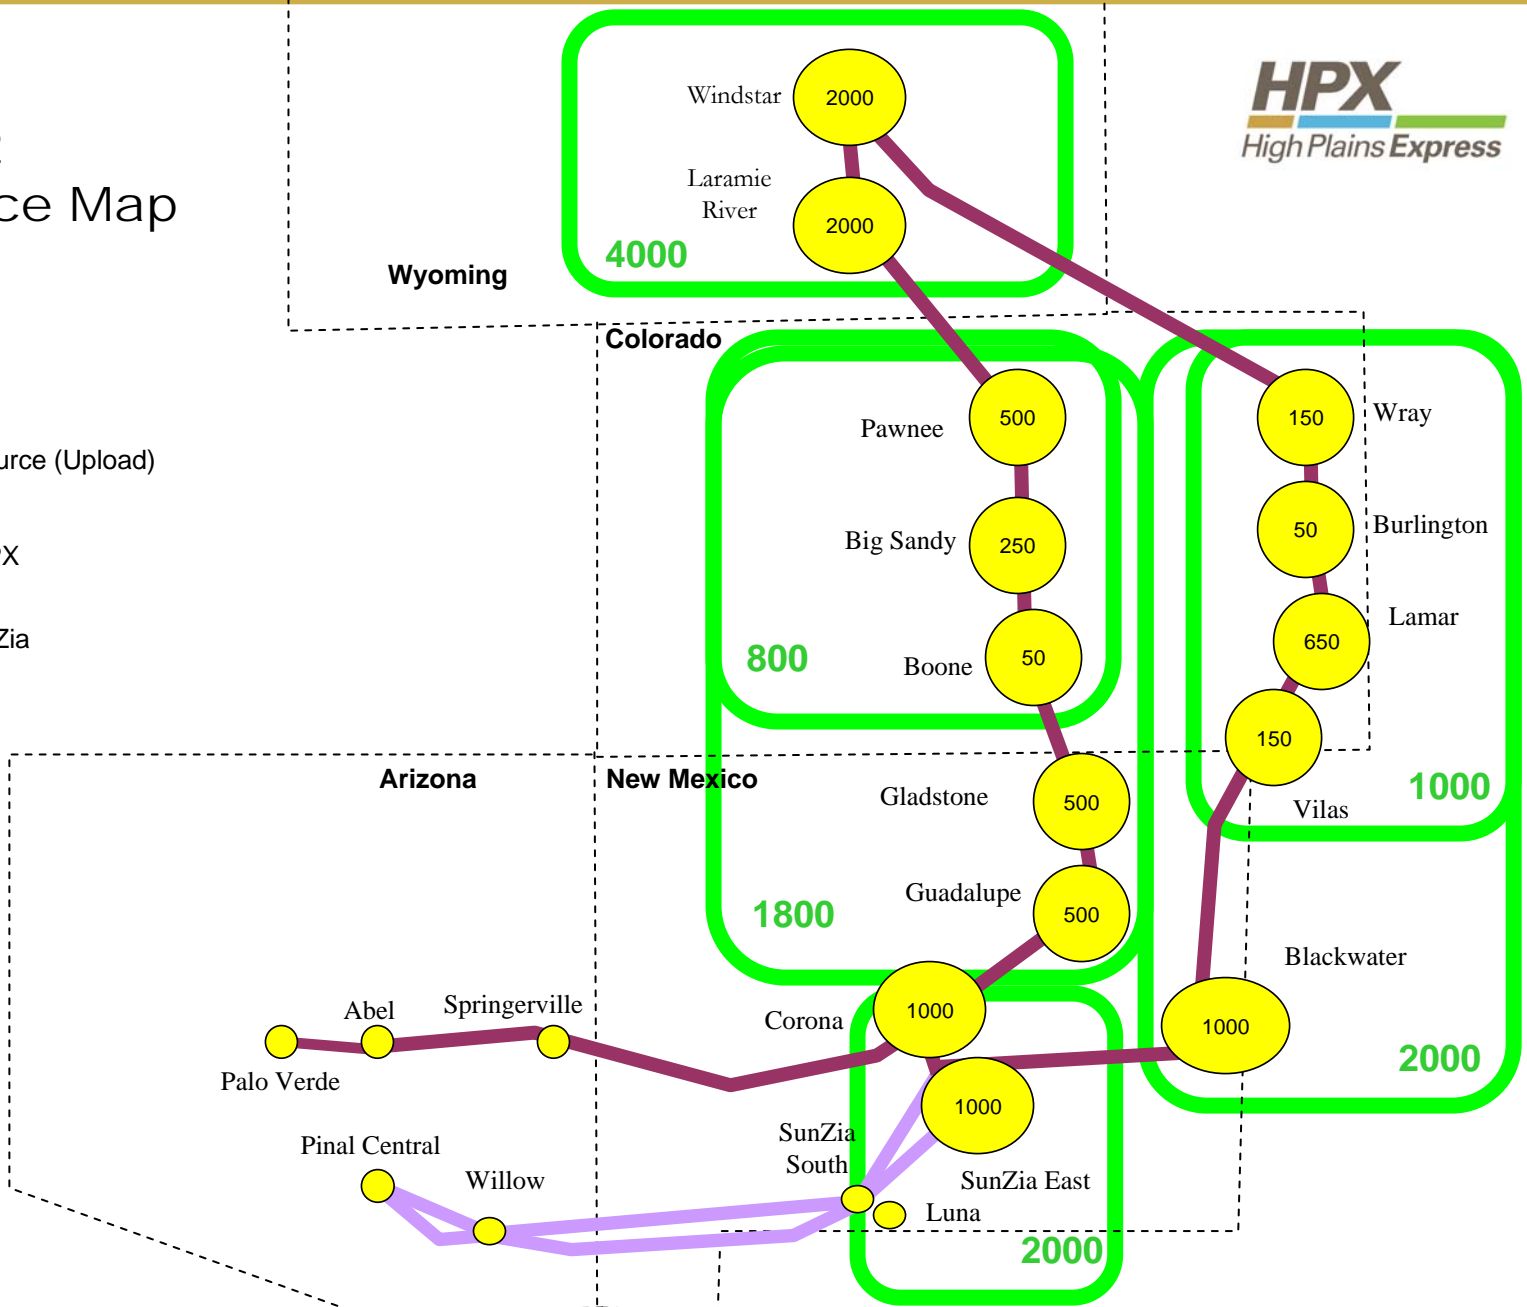 HPX
High Plains Express
ce Map
Windstar
2000
Laramie
River
2000
4000
Wyoming
Colorado
urce (Upload)
PX
Zia
Pawnee
500
Wray
150
Big Sandy
250
Burlington
50
Boone
50
Lamar
650
800
150
Vilas
1000
Arizona
New Mexico
Gladstone
500
Guadalupe
500
1800
Blackwater
1000
2000
Corona
1000
Springerville
Abel
Palo Verde
Pinal Central
Willow
SunZia
South
1000
SunZia East
Luna
2000